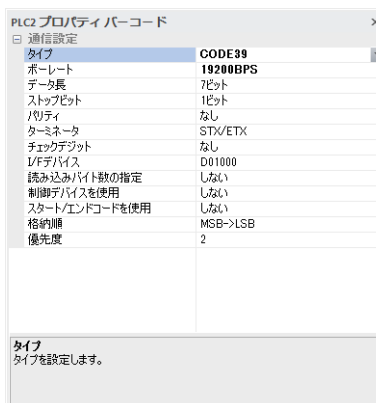 PLC2 プロパティ バーコード ×
通信設定
タイプ CODE39
ボーレート 19200BPS
データ長 7ビット
ストップビット 1ビット
パリティ なし
ターミネータ STX/ETX
チェックデジット なし
I/Fデバイス D01000
読み込みバイト数の指定 しない
制御デバイスを使用 しない
スタート/エンドコードを使用 しない
格納順 MSB->LSB
優先度 2
タイプ
タイプを設定します。